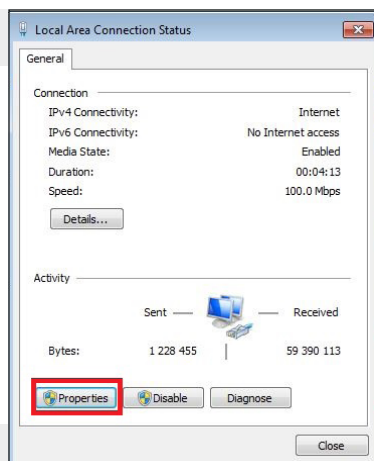 Local Area Connection Status
General
Connection
IPv4 Connectivity: Internet
IPv6 Connectivity: No Internet access
Media State: Enabled
Duration: 00:04:13
Speed: 100.0 Mbps
Details...
Activity
Sent Received
Bytes: 1 228 455 59 390 113
Properties Disable Diagnose
Close